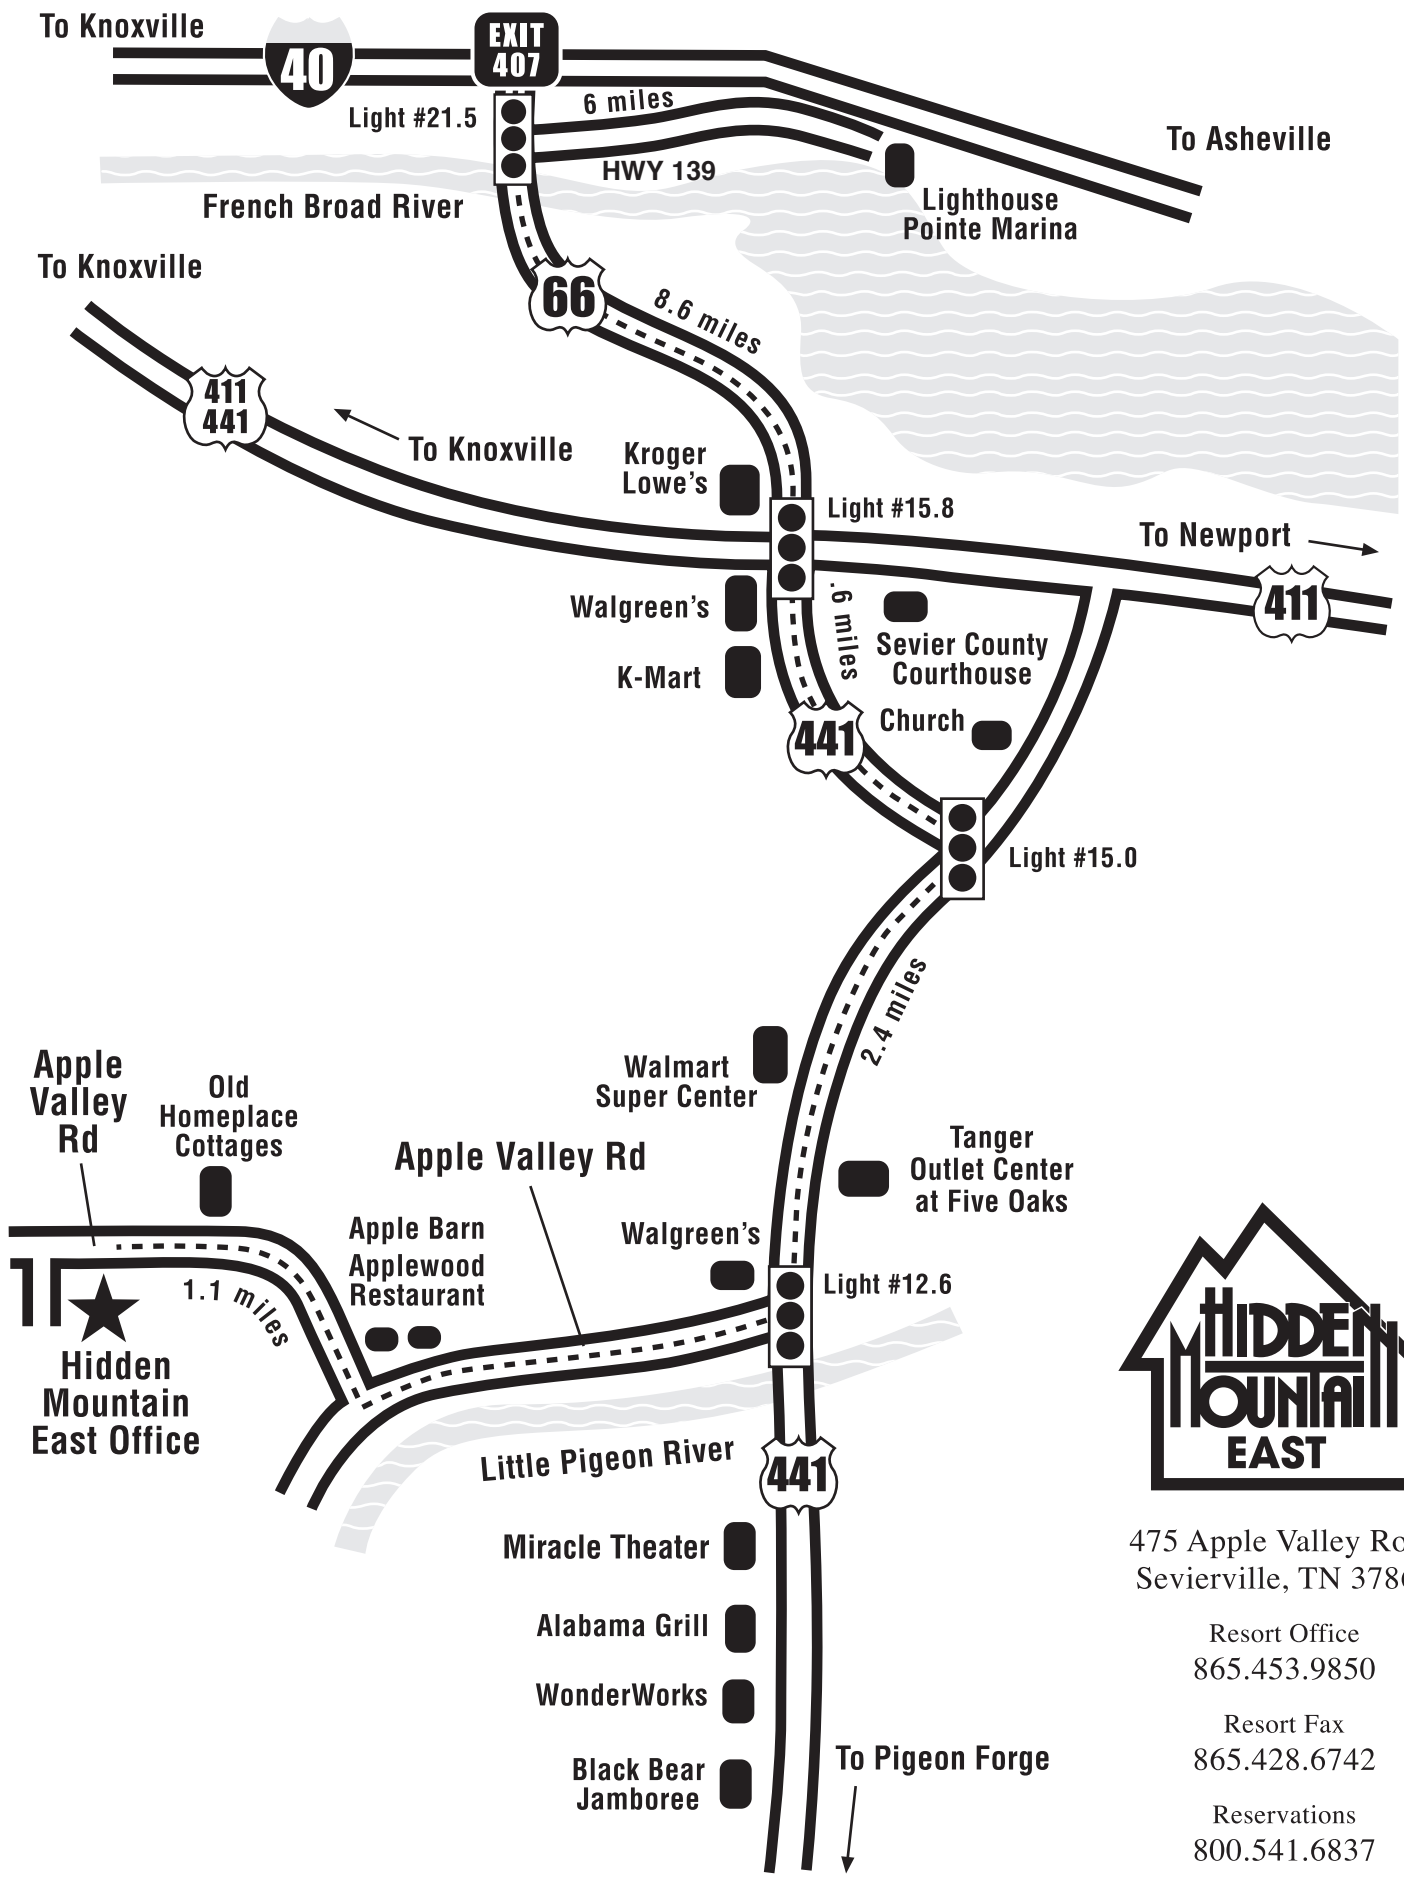 To Knoxville
40
EXIT
407
Light #21.5
6 miles
HWY 139
To Asheville
Lighthouse
Pointe Marina
French Broad River
To Knoxville
66
8.6 miles
411
441
To Knoxville
Kroger
Lowe's
Light #15.8
To Newport
411
Walgreen's
.6 miles
Sevier County
Courthouse
K-Mart
Church
441
Light #15.0
2.4 miles
Walmart
Super Center
Apple
Valley
Rd
Old
Homeplace
Cottages
Apple Valley Rd
Tanger
Outlet Center
at Five Oaks
Apple Barn
Applewood
Restaurant
Walgreen's
Light #12.6
1.1 miles
Hidden
Mountain
East Office
Little Pigeon River
441
HIDDEN
MOUNTAIN
EAST
Miracle Theater
Alabama Grill
WonderWorks
Black Bear
Jamboree
To Pigeon Forge
475 Apple Valley
Sevierville, TN
Resort Office
865.453.9850
Resort Fax
865.428.6742
Reservations
800.541.6837